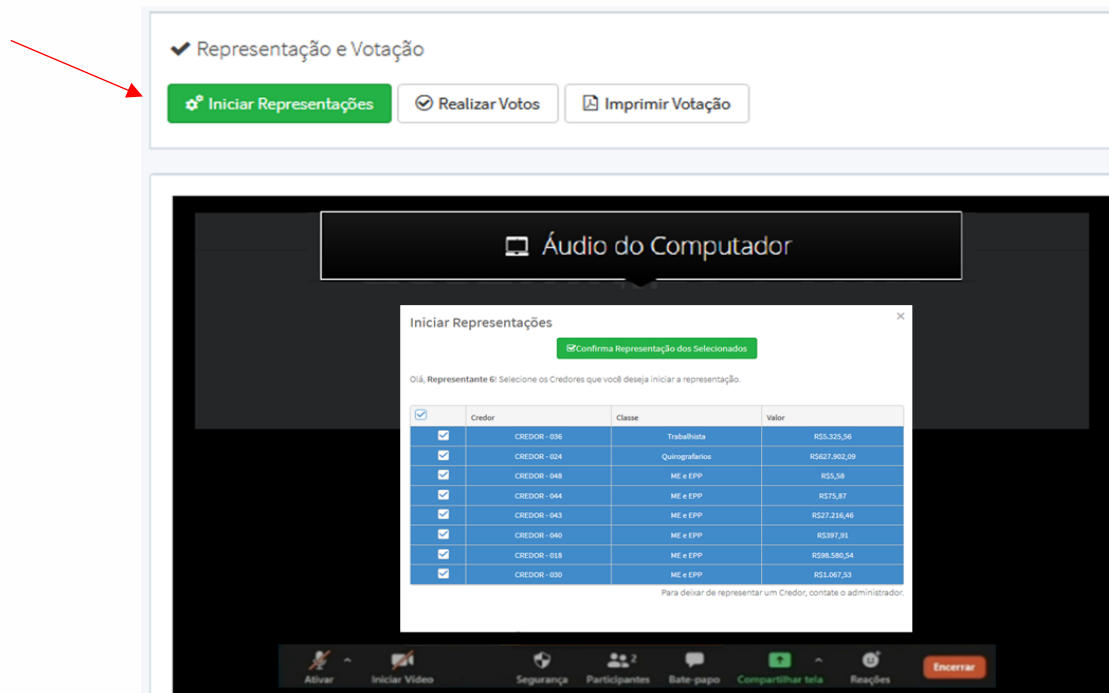 Representação e Votação
Iniciar Representações Realizar Votos Imprimir Votação
Áudio do Computador
Iniciar Representações ×
Confirma Representação dos Selecionados
Olá, Representante 6! Selecione os Credores que você deseja iniciar a representação.
Credor Classe Valor
CREDOR - 036 Trabalhista R$5.325,56
CREDOR - 024 Quirografarios R$627.902,09
CREDOR - 048 ME e EPP R$5,58
CREDOR - 044 ME e EPP R$75,87
CREDOR - 043 ME e EPP R$27.216,46
CREDOR - 040 ME e EPP R$397,91
CREDOR - 018 ME e EPP R$98.580,54
CREDOR - 030 ME e EPP R$1.067,53
Para deixar de representar um Credor, contate o administrador.
Ativar Iniciar Vídeo Segurança Participantes 2 Bate-papo Compartilhar tela Reações Encerrar